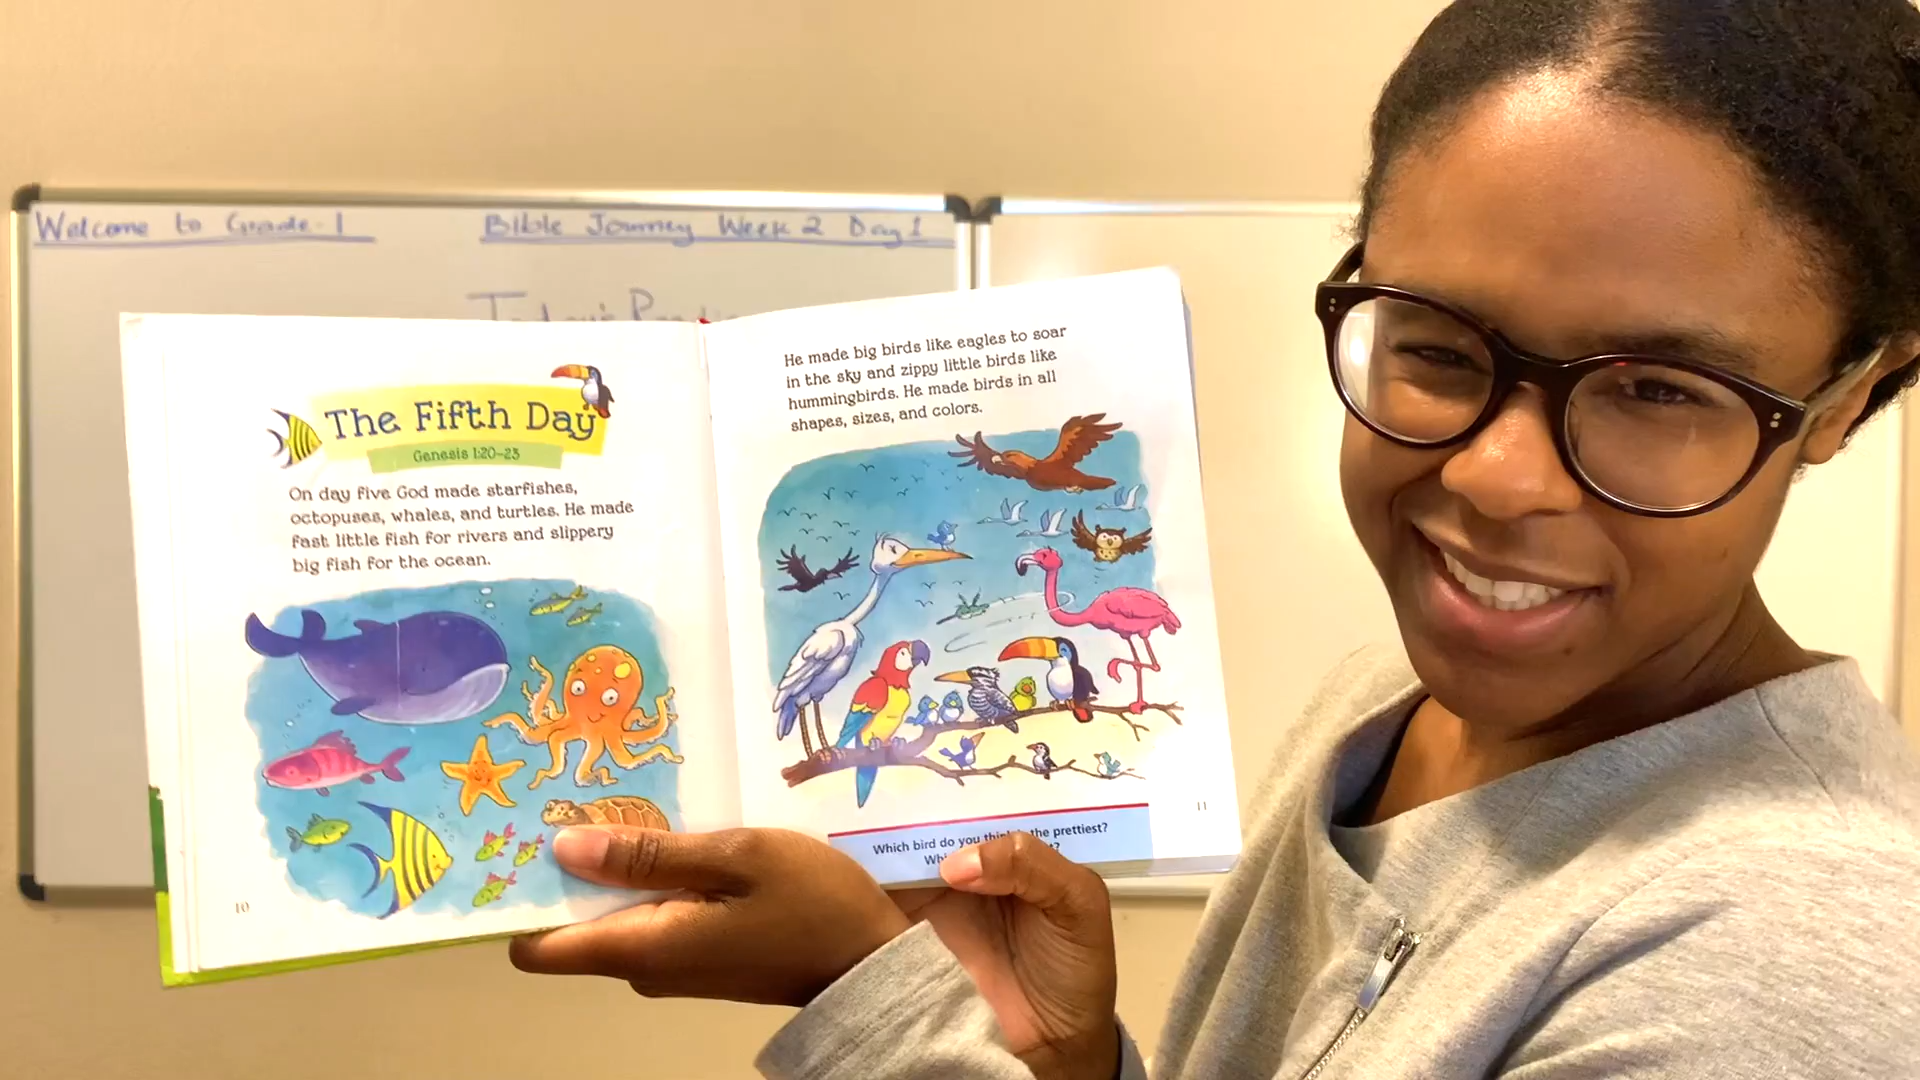 Welcome to Grade 1
Bible Journey Week 2 Day 1
Today's
The Fifth Day
Genesis 1:20–23
On day five God made starfishes,
octopuses, whales, and turtles. He made
fast little fish for rivers and slippery
big fish for the ocean.
10
He made big birds like eagles to soar
in the sky and zippy little birds like
hummingbirds. He made birds in all
shapes, sizes, and colors.
Which bird do you think is the prettiest?
11